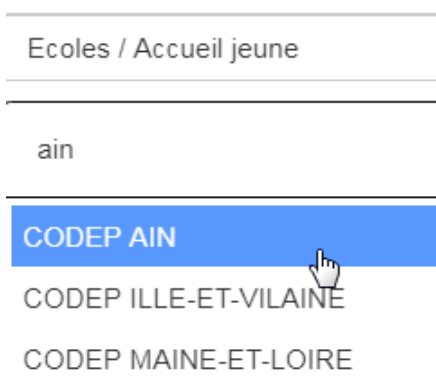 Ecoles / Accueil jeune
ain
CODEP AIN
CODEP ILLE-ET-VILAINE
CODEP MAINE-ET-LOIRE